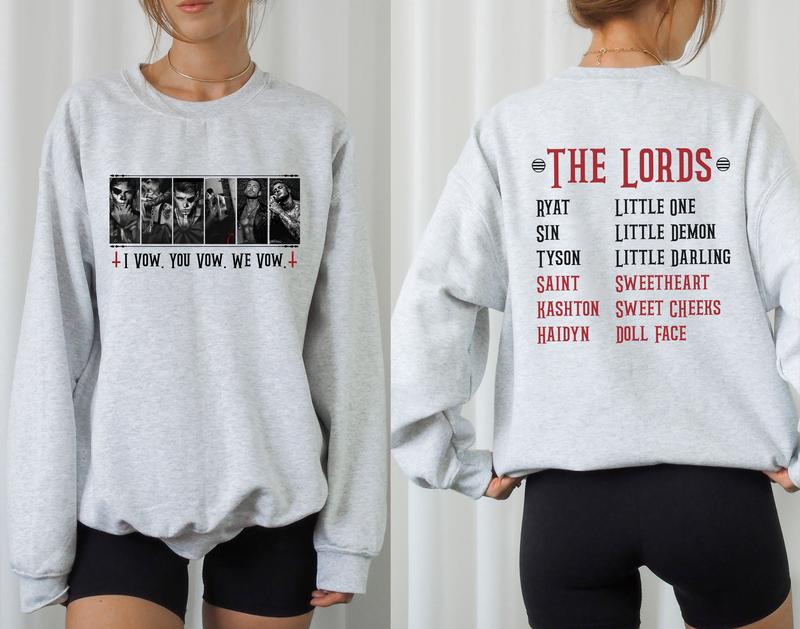 I VOW. YOU VOW. WE VOW.
THE LORDS
RYAT LITTLE ONE
SIN LITTLE DEMON
TYSON LITTLE DARLING
SAINT SWEETHEART
KASHTON SWEET CHEEKS
HAIDYN DOLL FACE